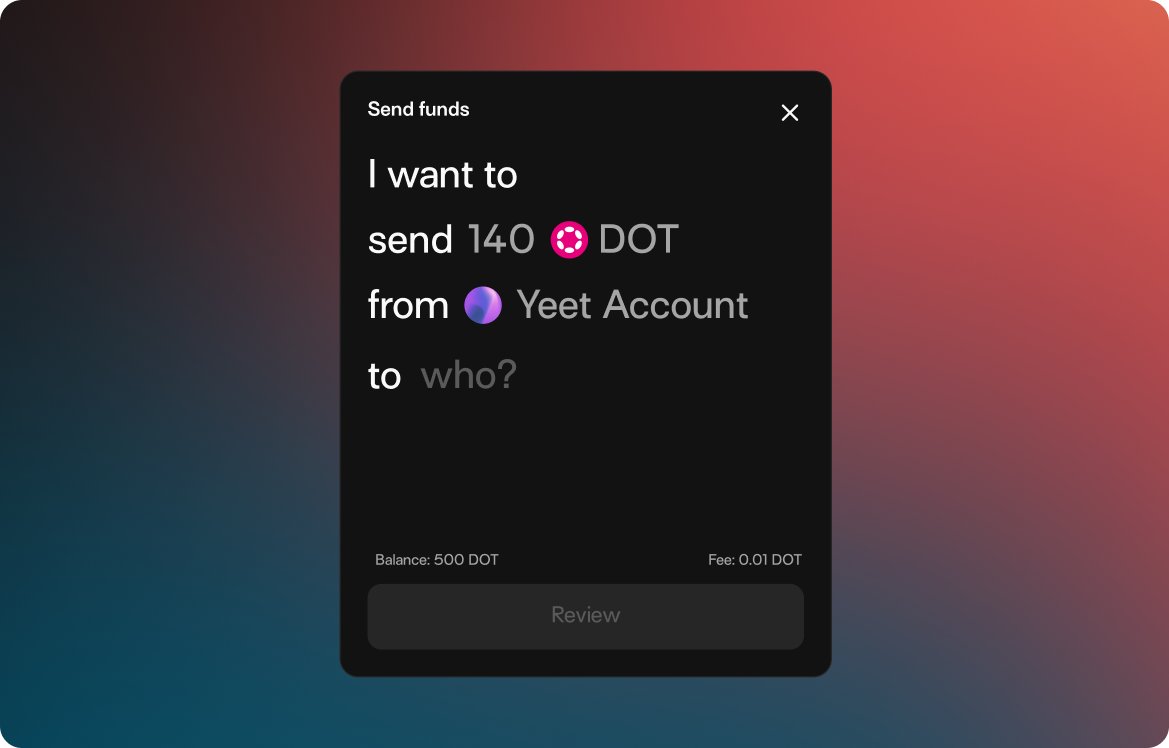 Send funds
I want to
send 140 DOT
from Yeet Account
to who?
Balance: 500 DOT Fee: 0.01 DOT
Review